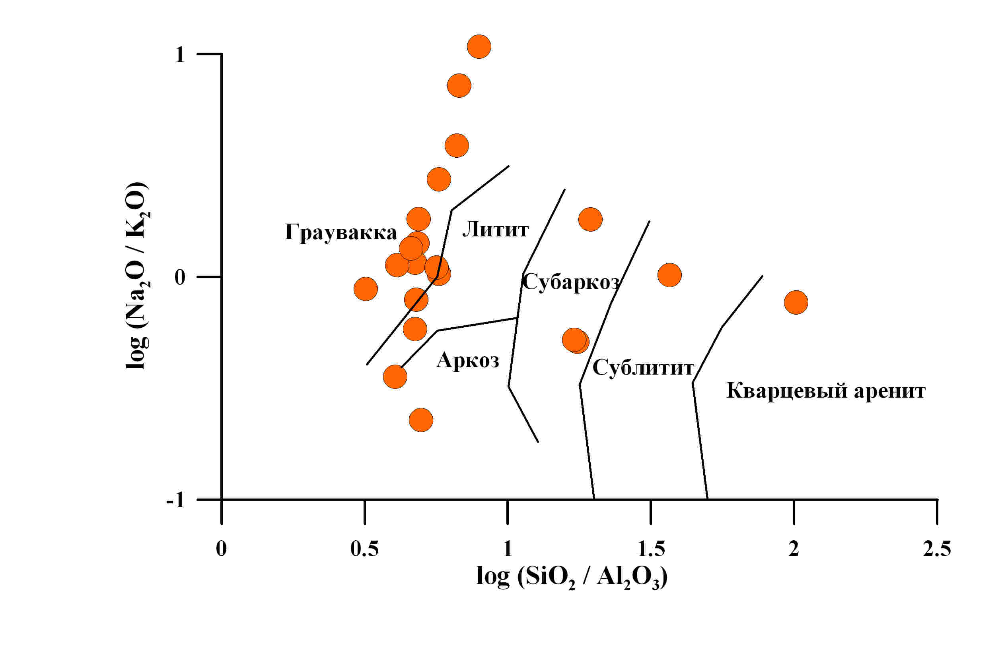 1
0
-1
log (Na₂O / K₂O)
Граувакка
Литит
Субаркоз
Аркоз
Сублитит
Кварцевый аренит
0
0.5
1
1.5
2
2.5
log (SiO₂ / Al₂O₃)